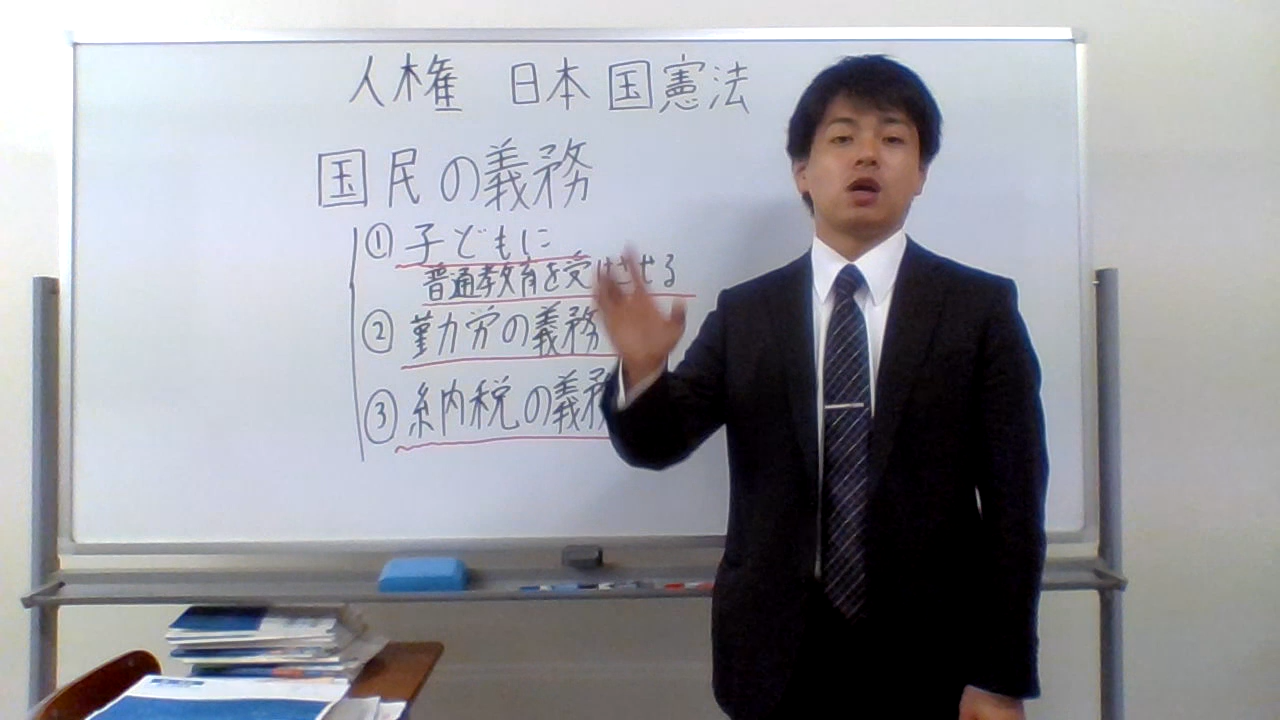 人権 日本国憲法
国民の義務
① 子どもに
普通教育を受けさせる
② 勤労の義務
③ 納税の義務